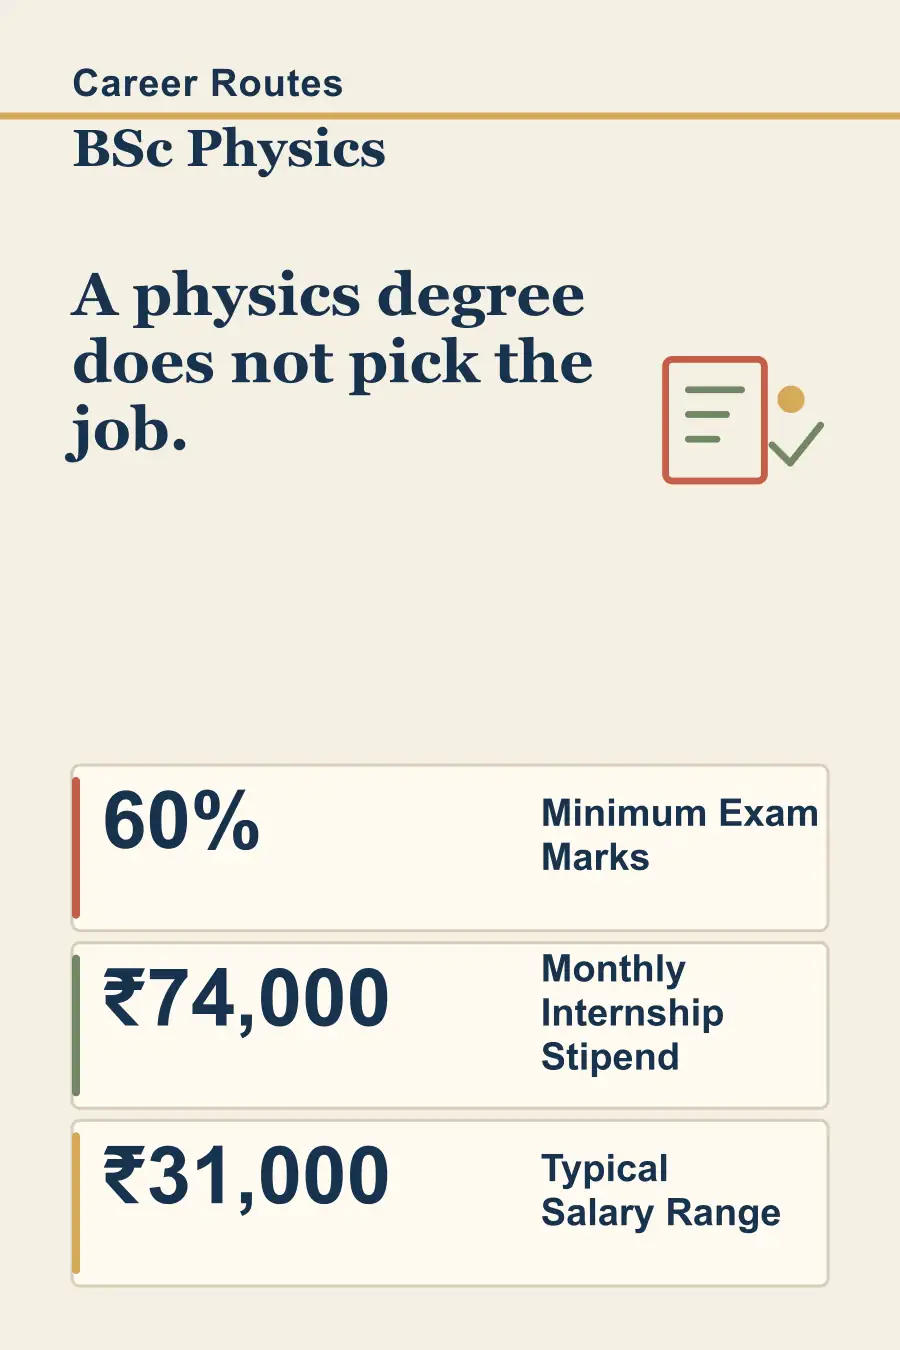 Career Routes
BSc Physics
A physics degree
does not pick the
job.
60%
Minimum Exam
Marks
₹74,000
Monthly
Internship
Stipend
₹31,000
Typical
Salary Range